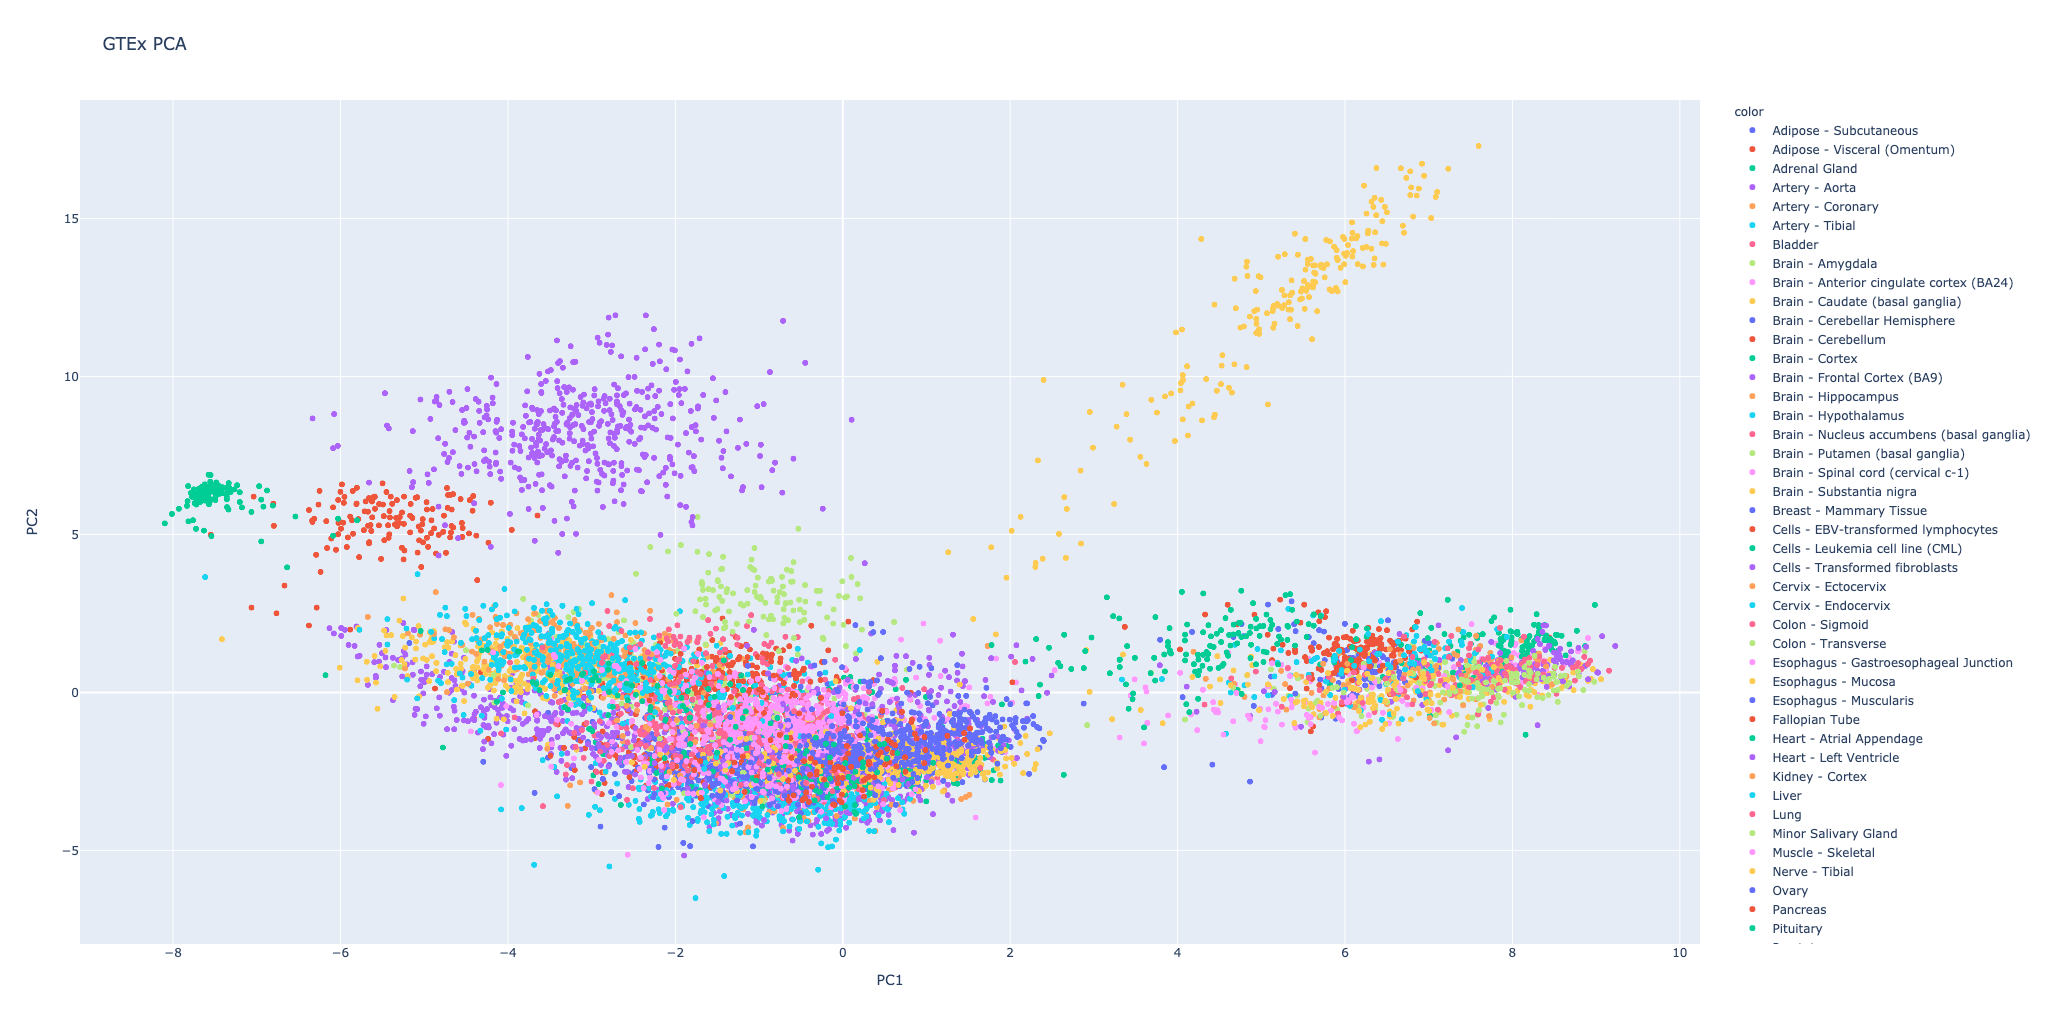 GTEx PCA
15
10
5
0
−5
PC2
−8
−6
−4
−2
0
2
4
6
8
10
PC1
color
Adipose - Subcutaneous
Adipose - Visceral (Omentum)
Adrenal Gland
Artery - Aorta
Artery - Coronary
Artery - Tibial
Bladder
Brain - Amygdala
Brain - Anterior cingulate cortex (BA24)
Brain - Caudate (basal ganglia)
Brain - Cerebellar Hemisphere
Brain - Cerebellum
Brain - Cortex
Brain - Frontal Cortex (BA9)
Brain - Hippocampus
Brain - Hypothalamus
Brain - Nucleus accumbens (basal ganglia)
Brain - Putamen (basal ganglia)
Brain - Spinal cord (cervical c-1)
Brain - Substantia nigra
Breast - Mammary Tissue
Cells - EBV-transformed lymphocytes
Cells - Leukemia cell line (CML)
Cells - Transformed fibroblasts
Cervix - Ectocervix
Cervix - Endocervix
Colon - Sigmoid
Colon - Transverse
Esophagus - Gastroesophageal Junction
Esophagus - Mucosa
Esophagus - Muscularis
Fallopian Tube
Heart - Atrial Appendage
Heart - Left Ventricle
Kidney - Cortex
Liver
Lung
Minor Salivary Gland
Muscle - Skeletal
Nerve - Tibial
Ovary
Pancreas
Pituitary